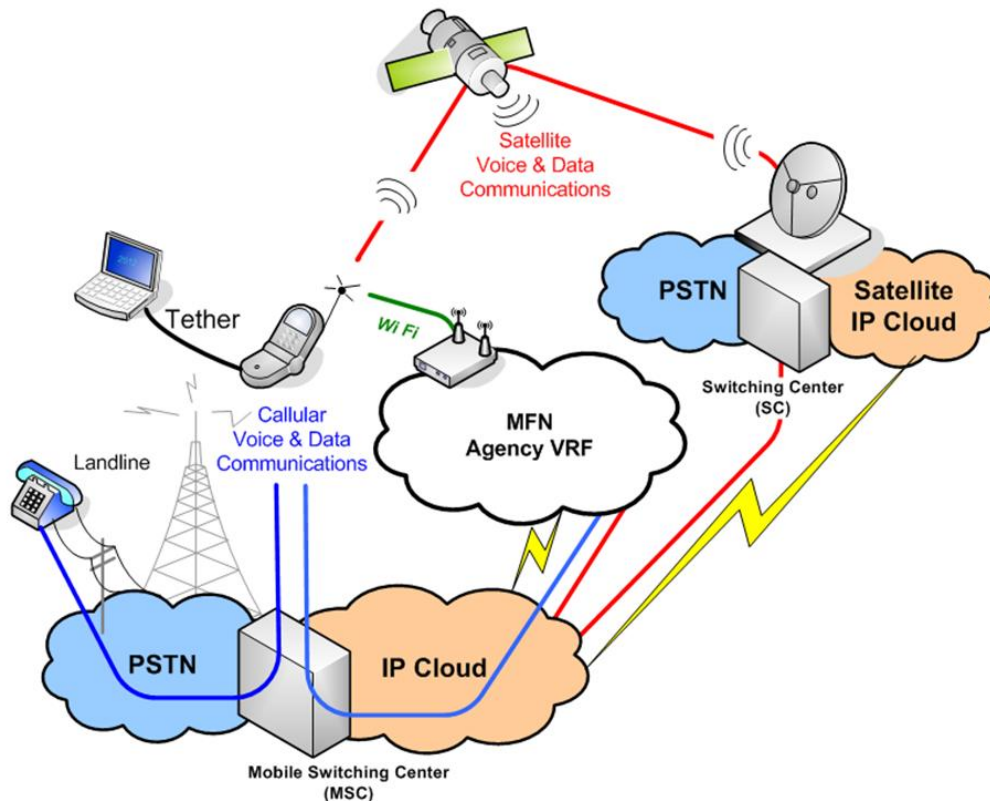 Satellite
Voice & Data
Communications
PSTN
Satellite
IP Cloud
Switching Center
(SC)
Tether
Wi Fi
MFN
Agency VRF
Landline
Callular
Voice & Data
Communications
PSTN
IP Cloud
Mobile Switching Center
(MSC)